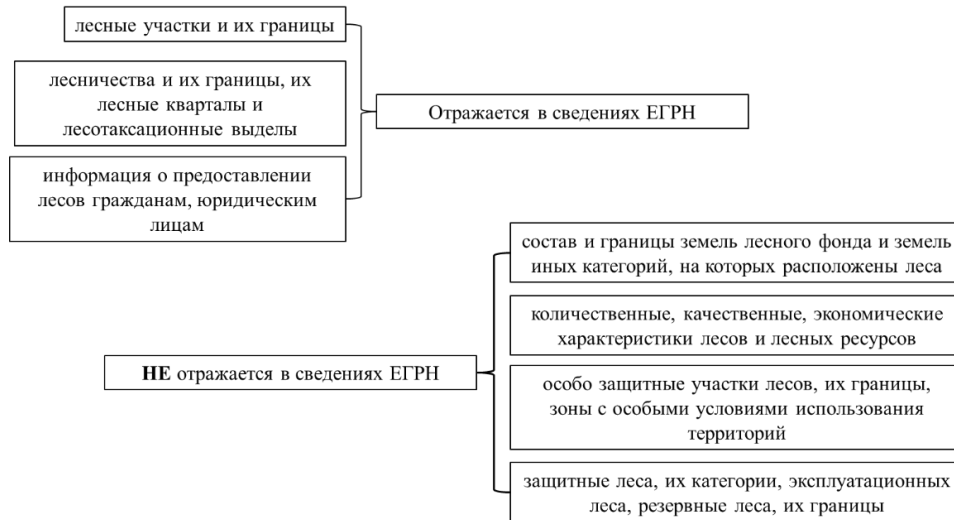 лесные участки и их границы
лесничества и их границы, их
лесные кварталы и
лесотаксационные выделы
Отражается в сведениях ЕГРН
информация о предоставлении
лесов гражданам, юридическим
лицам
состав и границы земель лесного фонда и земель
иных категорий, на которых расположены леса
количественные, качественные, экономические
характеристики лесов и лесных ресурсов
НЕ отражается в сведениях ЕГРН
особо защитные участки лесов, их границы,
зоны с особыми условиями использования
территорий
защитные леса, их категории, эксплуатационных
леса, резервные леса, их границы